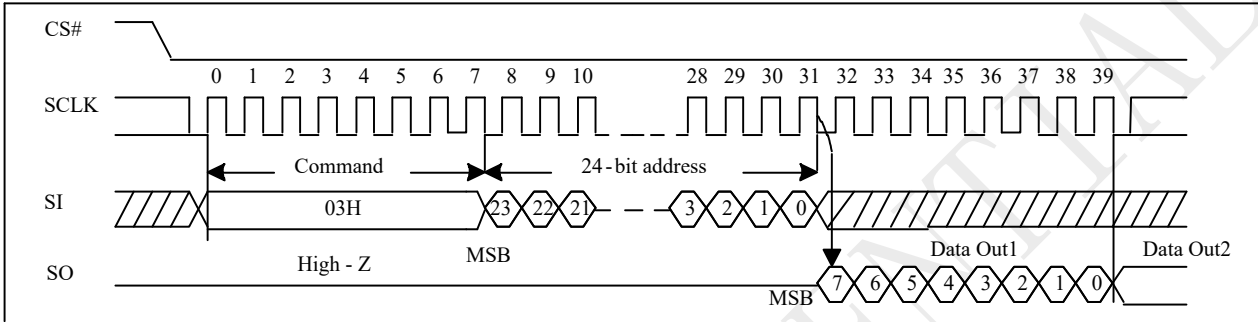 CS#
0 1 2 3 4 5 6 7 8 9 10 28 29 30 31 32 33 34 35 36 37 38 39
SCLK
Command 24-bit address
SI 03H 23 22 21 3 2 1 0
MSB Data Out1 Data Out2
High - Z
SO MSB 7 6 5 4 3 2 1 0